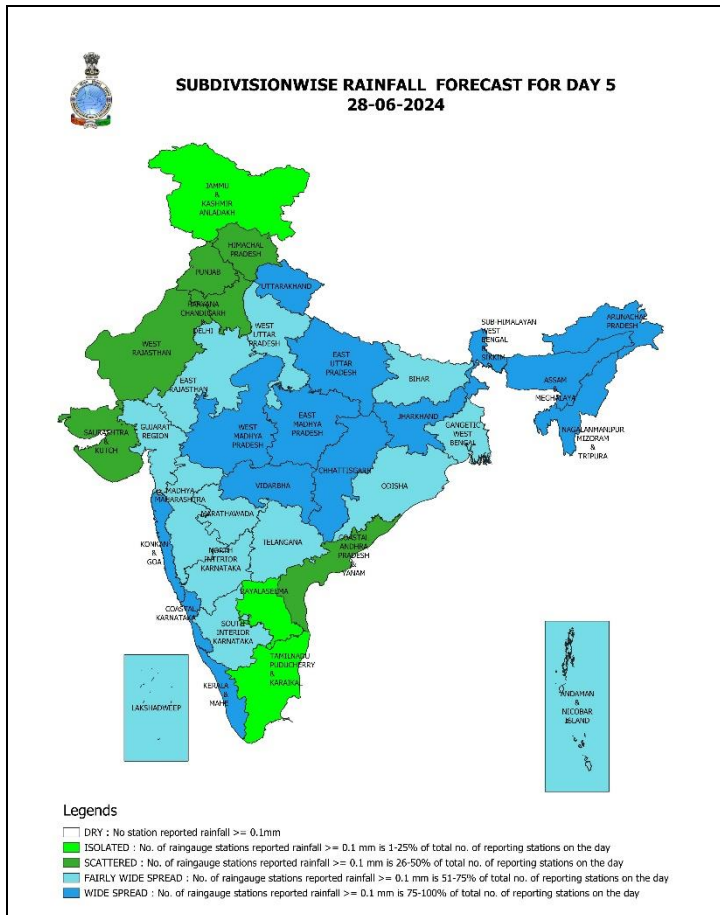 SUBDIVISIONWISE RAINFALL FORECAST FOR DAY 5
28-06-2024
JAMMU
&
KASHMIR
ANLADAKH
HIMACHAL
PRADESH
PUNJAB
UTTARAKHAND
HARYANA
CHANDIGARH
&
DELHI
WEST
UTTAR
PRADESH
WEST
RAJASTHAN
EAST
RAJASTHAN
EAST
UTTAR
PRADESH
BIHAR
SUB-HIMALAYAN
WEST
BENGAL
&
SIKKIM
ARUNACHAL
PRADESH
ASSAM
&
MEGHALAYA
NAGALANMANIPUR
MIZORAM
&
TRIPURA
SAURASHTRA
&
KUTCH
GUJARAT
REGION
WEST
MADHYA
PRADESH
EAST
MADHYA
PRADESH
JHARKHAND
GANGETIC
WEST
BENGAL
CHHATTISGARH
VIDARBHA
ODISHA
MADHYA
MAHARASHTRA
MARATHAWADA
KONKAN
&
GOA
TELANGANA
COASTAL
ANDHRA
PRADESH
&
YANAM
NORTH
INTERIOR
KARNATAKA
RAYALASEEMA
COASTAL
KARNATAKA
SOUTH
INTERIOR
KARNATAKA
TAMILNADU
PUDUCHERRY
&
KARAIKAL
KERALA
&
MAHE
LAKSHADWEEP
ANDAMAN
&
NICOBAR
ISLAND
Legends
DRY : No station reported rainfall >= 0.1mm
ISOLATED : No. of raingauge stations reported rainfall >= 0.1 mm is 1-25% of total no. of reporting stations on the day
SCATTERED : No. of raingauge stations reported rainfall >= 0.1 mm is 26-50% of total no. of reporting stations on the day
FAIRLY WIDE SPREAD : No. of raingauge stations reported rainfall >= 0.1 mm is 51-75% of total no. of reporting stations on the day
WIDE SPREAD : No. of raingauge stations reported rainfall >= 0.1 mm is 75-100% of total no. of reporting stations on the day